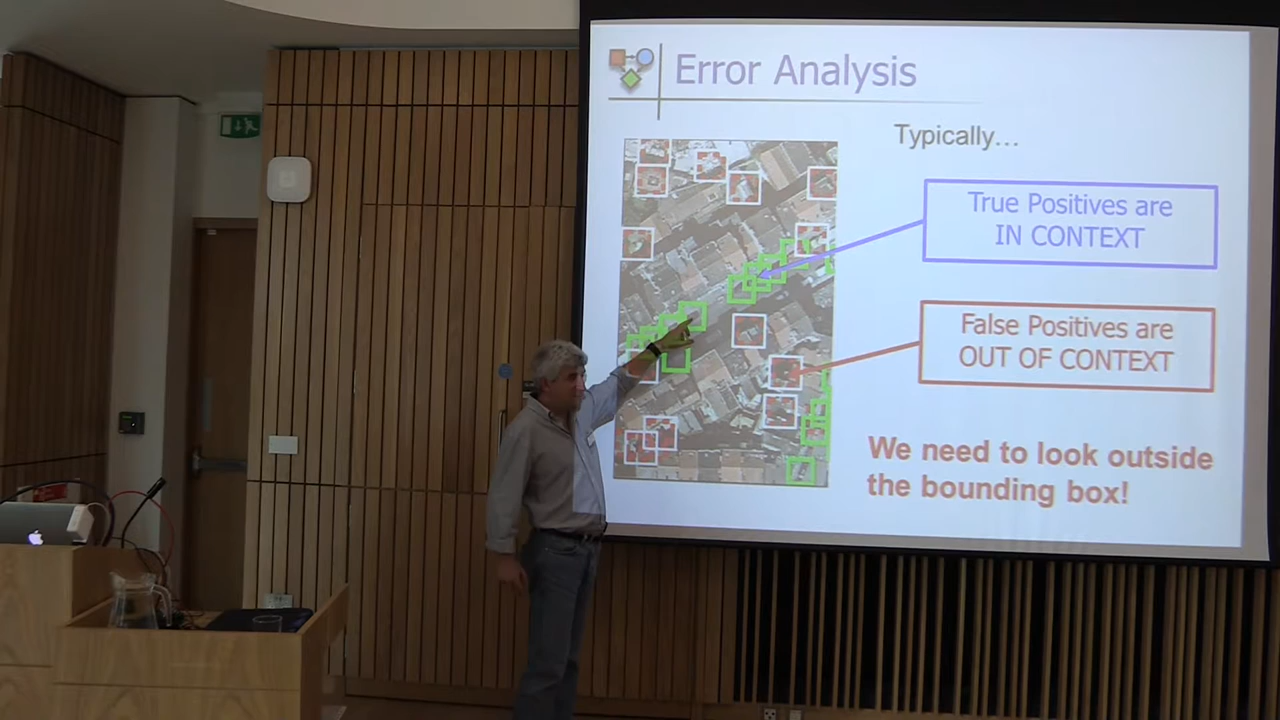 Error Analysis
Typically…
True Positives are
IN CONTEXT
False Positives are
OUT OF CONTEXT
We need to look outside
the bounding box!